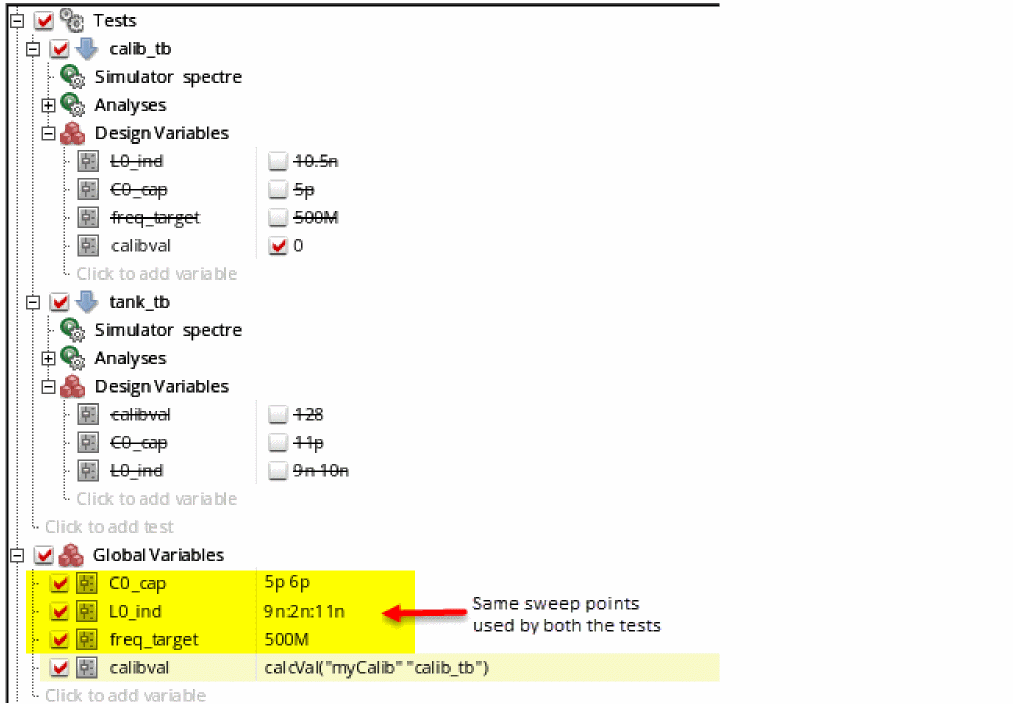 Tests
calib_tb
Simulator spectre
Analyses
Design Variables
L0_ind 10.5n
C0_cap 5p
freq_target 500M
calibval 0
Click to add variable
tank_tb
Simulator spectre
Analyses
Design Variables
calibval 128
C0_cap 11p
L0_ind 9n 10n
Click to add variable
Click to add test
Global Variables
C0_cap 5p 6p
L0_ind 9n:2n:11n
Same sweep points
used by both the tests
freq_target 500M
calibval calcVal("myCalib" "calib_tb")
Click to add variable